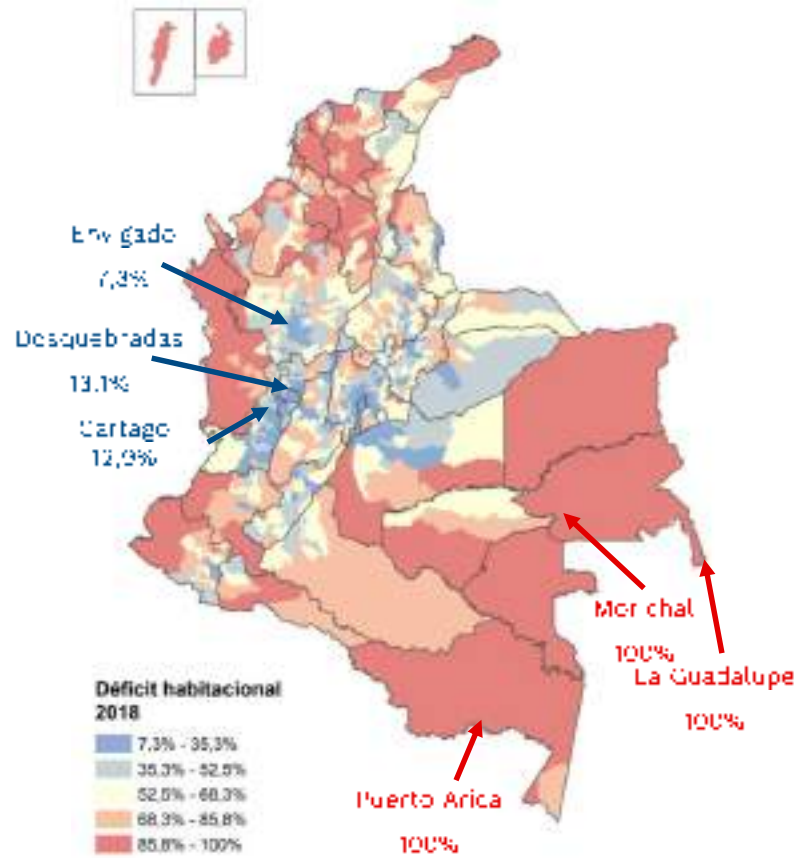 Envigado
7,3%
Dosquebradas
13.1%
Cartago
12,9%
Morichal
100%
La Guadalupe
100%
Puerto Arica
100%
Déficit habitacional
2018
7,3% - 35,3%
35,3% - 52,5%
52,5% - 68,3%
68,3% - 85,8%
85,8% - 100%